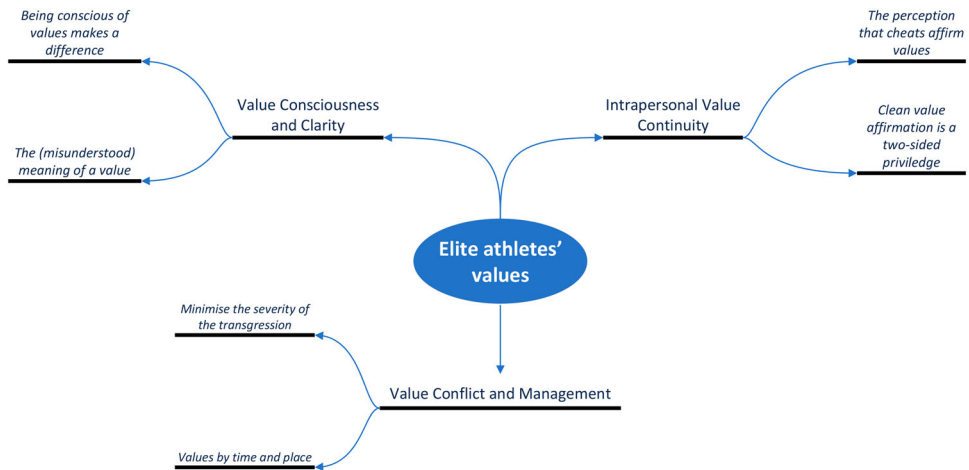 Being conscious of
values makes a
difference
Value Consciousness
and Clarity
The (misunderstood)
meaning of a value
Intrapersonal Value
Continuity
The perception
that cheats affirm
values
Clean value
affirmation is a
two-sided
priviledge
Elite athletes'
values
Minimise the severity of
the transgression
Value Conflict and Management
Values by time and place